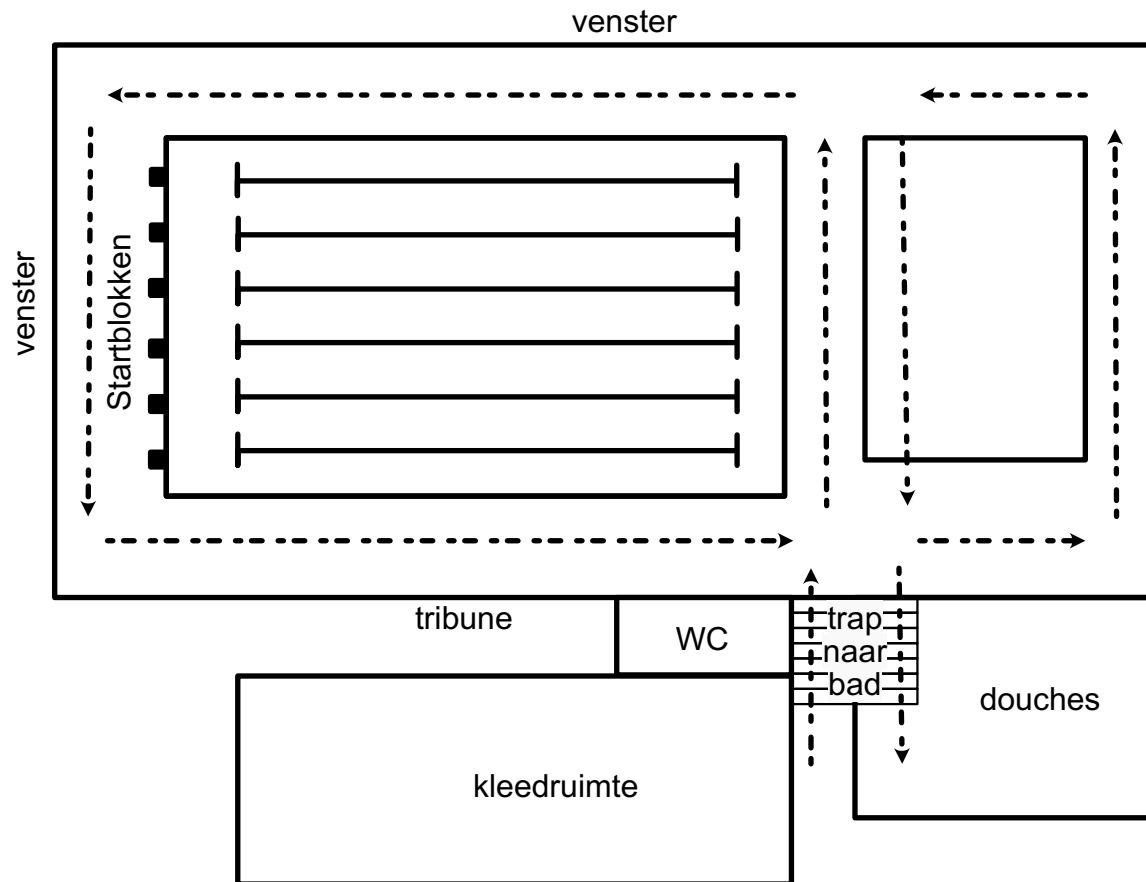 venster
venster
Startblokken
tribune
WC
trap
naar
bad
douches
kleedruimte